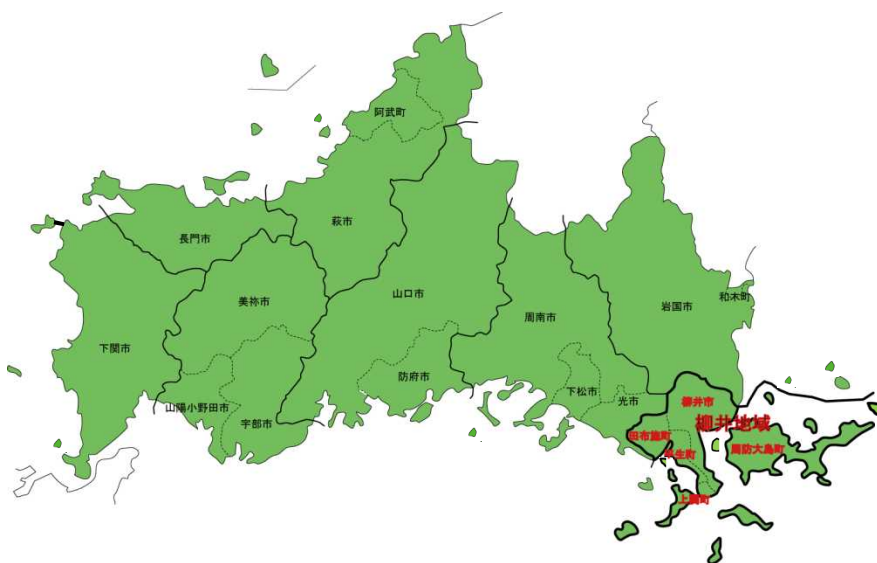 阿武町
萩市
長門市
美祢市
山口市
周南市
岩国市
和木町
下関市
防府市
下松市
光市
山陽小野田市
宇部市
柳井市
柳井地域
田布施町
平生町
周防大島町
上関町